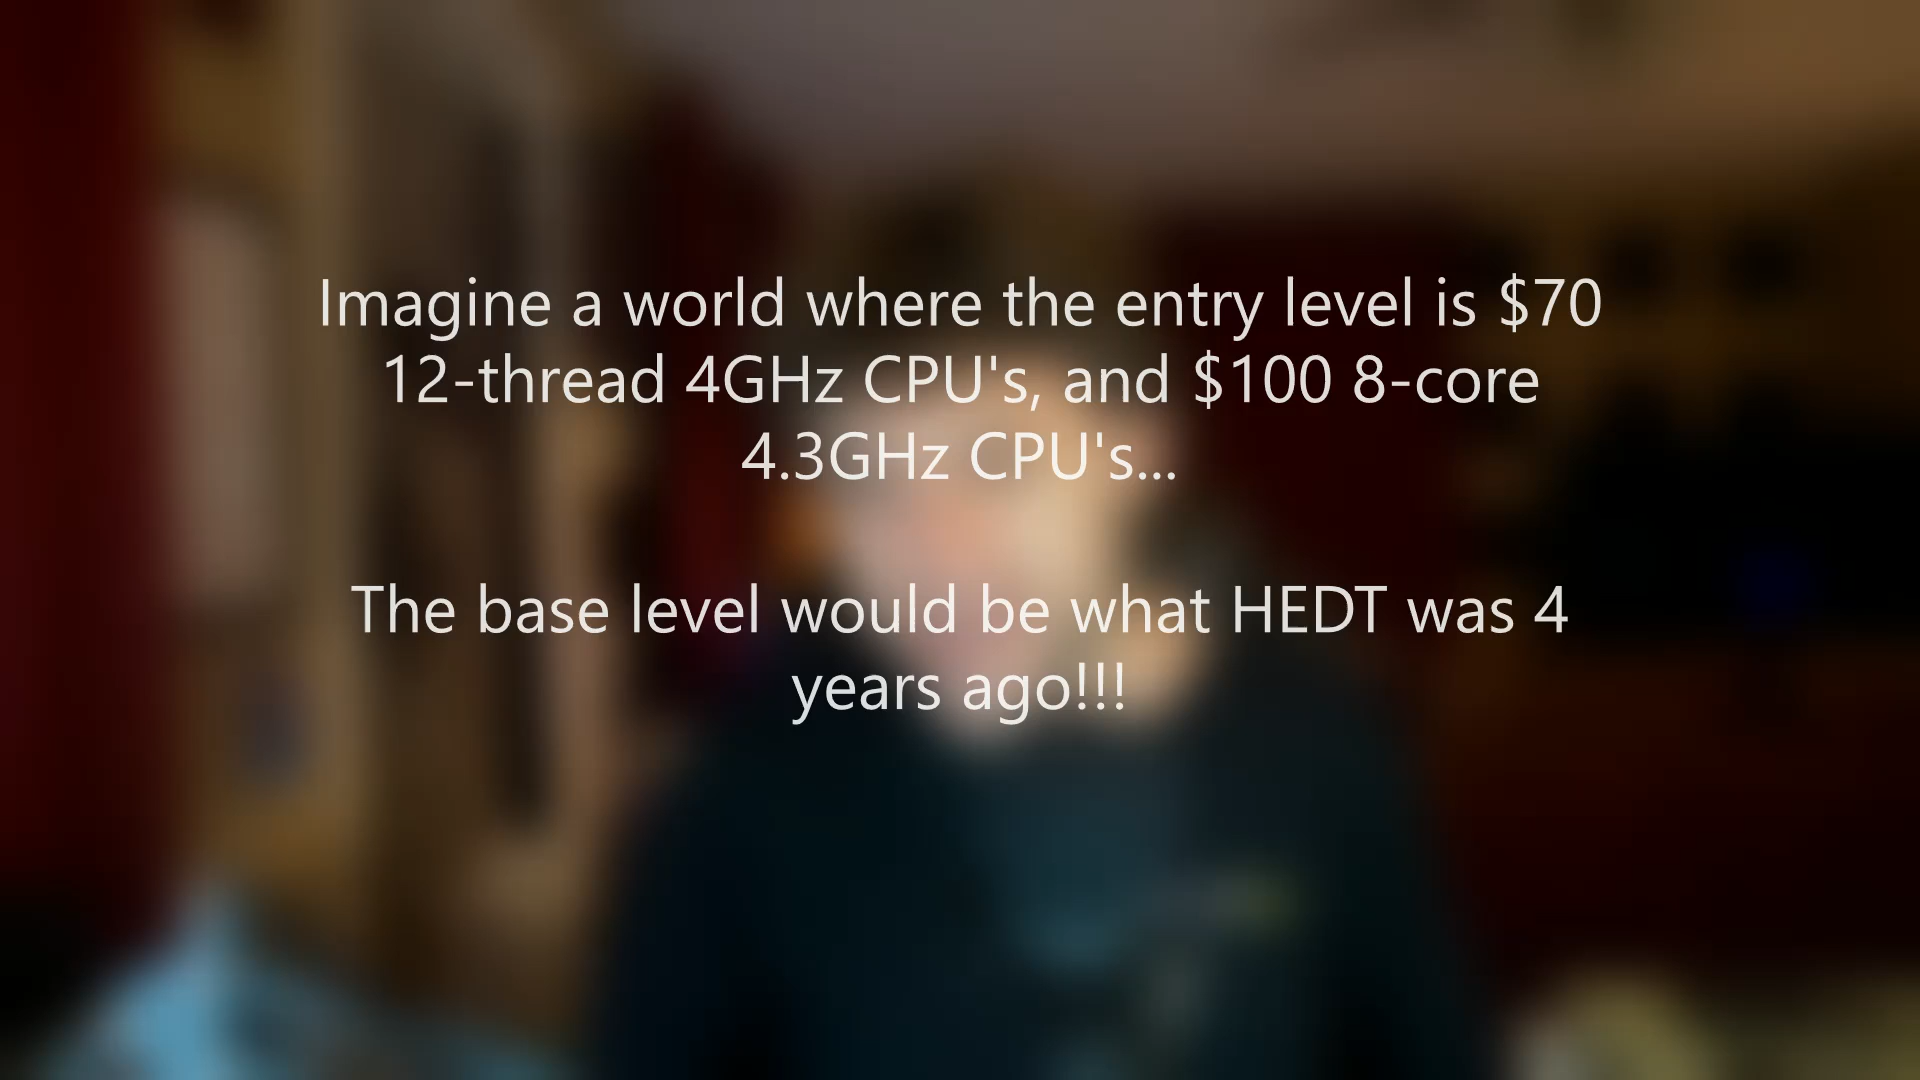 Imagine a world where the entry level is $70
12-thread 4GHz CPU's, and $100 8-core
4.3GHz CPU's...
The base level would be what HEDT was 4
years ago!!!